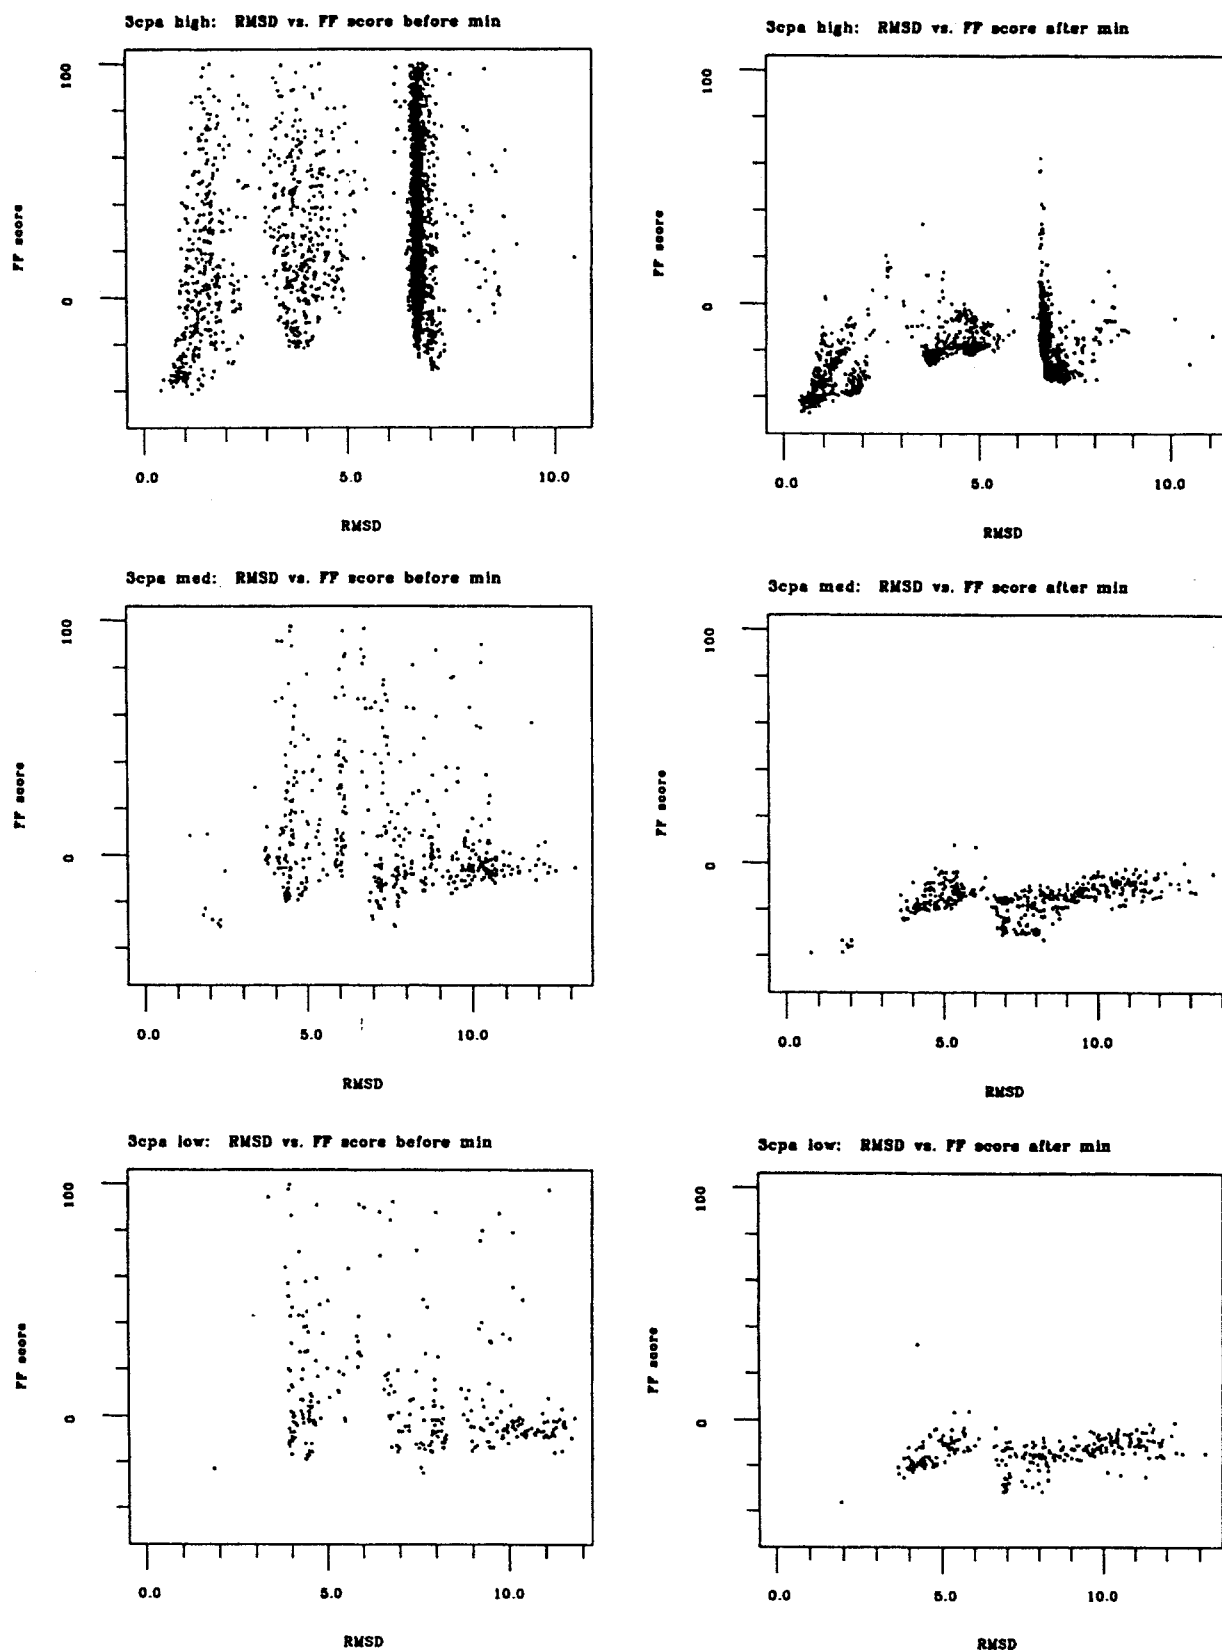 3cpa high: RMSD vs. FF score before min
100
FF score
0
0.0 5.0 10.0
RMSD
3cpa high: RMSD vs. FF score after min
100
FF score
0
0.0 5.0 10.0
RMSD
3cpa med: RMSD vs. FF score before min
100
FF score
0
0.0 5.0 10.0
RMSD
3cpa med: RMSD vs. FF score after min
100
FF score
0
0.0 5.0 10.0
RMSD
3cpa low: RMSD vs. FF score before min
100
FF score
0
0.0 5.0 10.0
RMSD
3cpa low: RMSD vs. FF score after min
100
FF score
0
0.0 5.0 10.0
RMSD